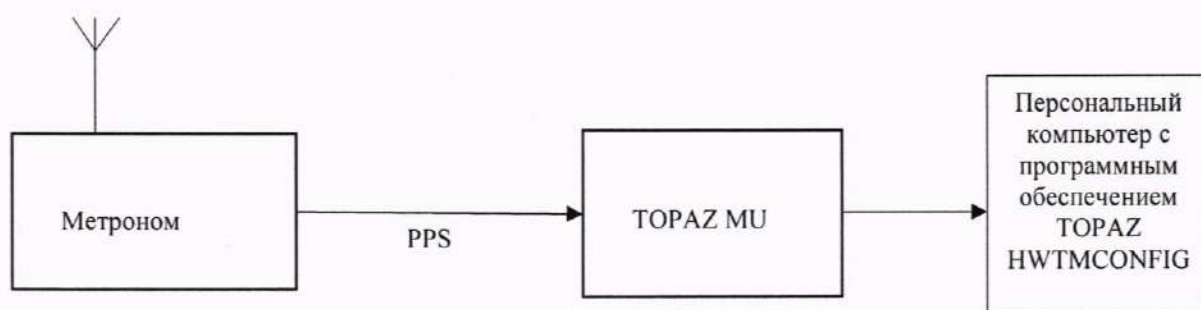 Метроном
PPS
TOPAZ MU
Персональный
компьютер с
программным
обеспечением
TOPAZ
HWTMCONFIG